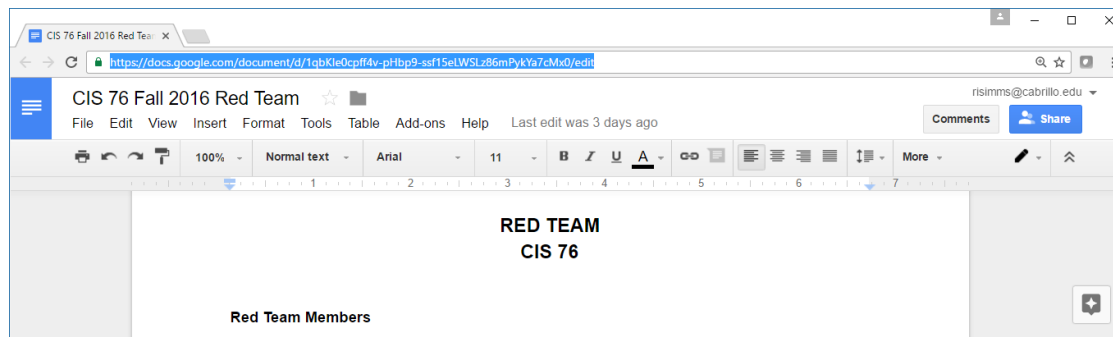 CIS 76 Fall 2016 Red Tear
https://docs.google.com/document/d/1qbKle0cpff4v-pHbp9-ssf15eLWSLz86mPykYa7cMx0/edit
CIS 76 Fall 2016 Red Team
risimms@cabrillo.edu
File Edit View Insert Format Tools Table Add-ons Help Last edit was 3 days ago
Comments Share
100% Normal text Arial 11 B I U A More
1 2 3 4 5 6 7
RED TEAM
CIS 76
Red Team Members